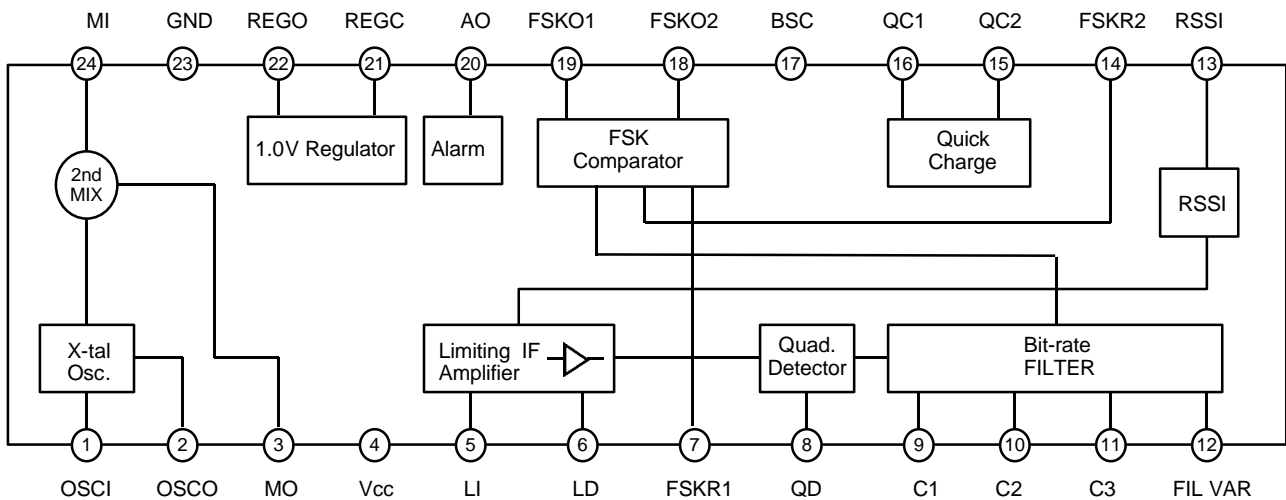 MI GND REGO REGC AO FSKO1 FSKO2 BSC QC1 QC2 FSKR2 RSSI
24 23 22 21 20 19 18 17 16 15 14 13
1.0V Regulator
Alarm
FSK
Comparator
Quick
Charge
2nd
MIX
RSSI
X-tal
Osc.
Limiting IF
Amplifier
Quad.
Detector
Bit-rate
FILTER
1 2 3 4 5 6 7 8 9 10 11 12
OSCI OSCO MO Vcc LI LD FSKR1 QD C1 C2 C3 FIL VAR